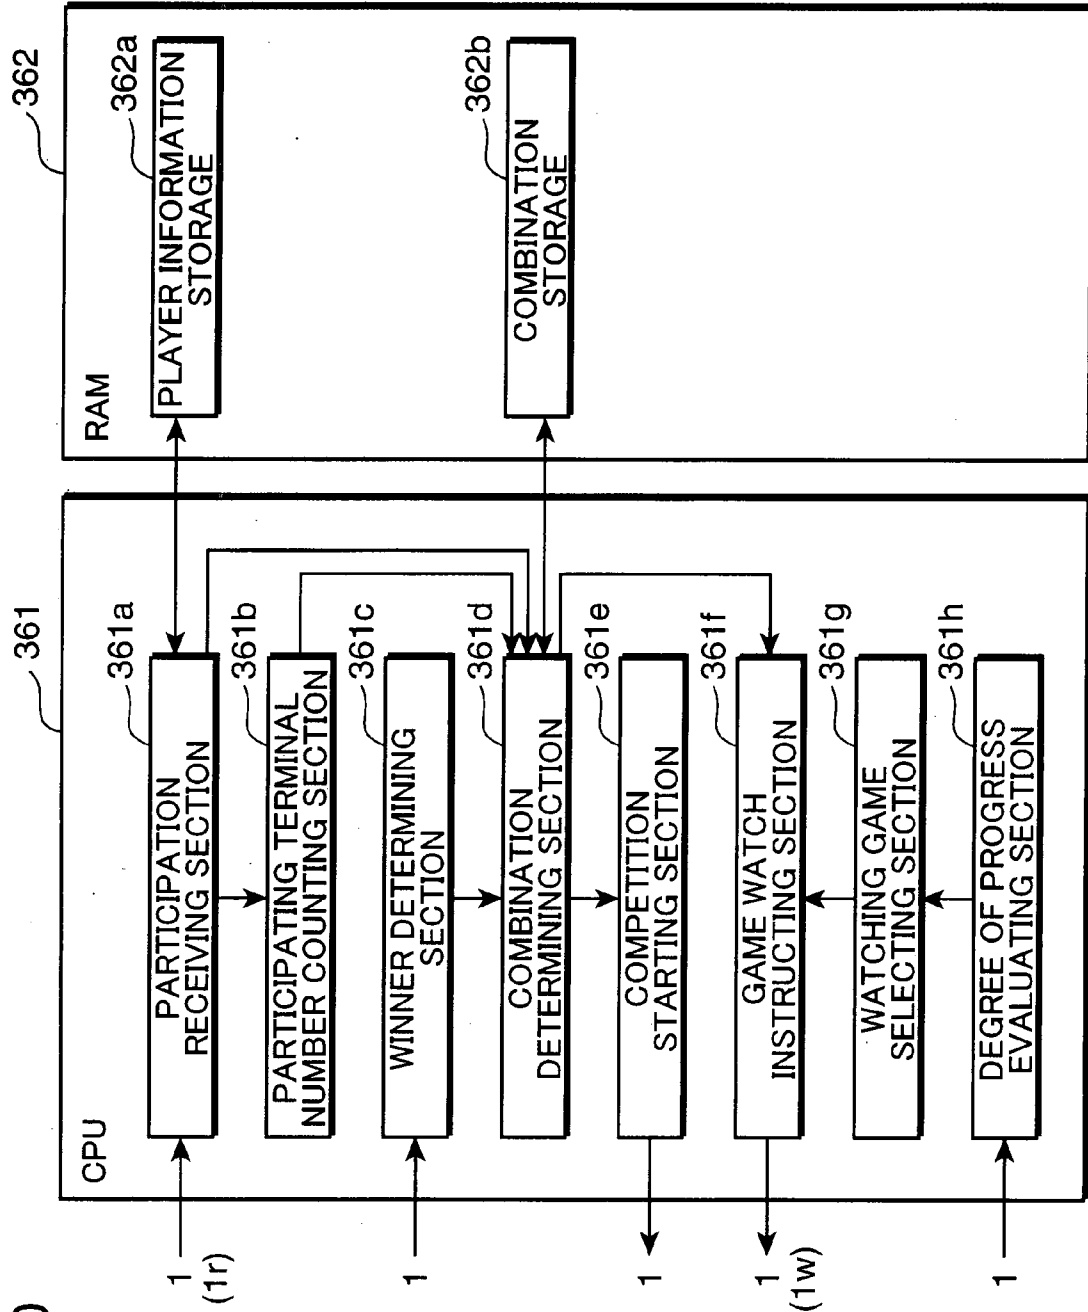 361
CPU
1
(1r)
361a
PARTICIPATION
RECEIVING SECTION
361b
PARTICIPATING TERMINAL
NUMBER COUNTING SECTION
1
361c
WINNER DETERMINING
SECTION
361d
COMBINATION
DETERMINING SECTION
1
361e
COMPETITION
STARTING SECTION
1
(1w)
361f
GAME WATCH
INSTRUCTING SECTION
361g
WATCHING GAME
SELECTING SECTION
1
361h
DEGREE OF PROGRESS
EVALUATING SECTION
362
RAM
362a
PLAYER INFORMATION
STORAGE
362b
COMBINATION
STORAGE